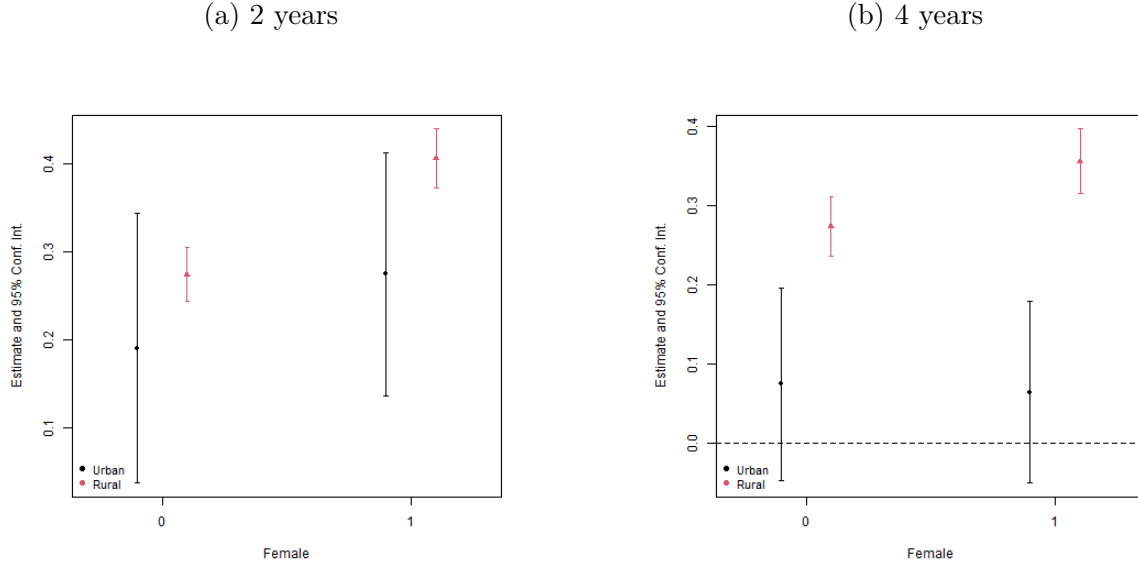 (a) 2 years
Estimate and 95% Conf. Int.
0.4
0.3
0.2
0.1
Urban
Rural
0
1
Female
(b) 4 years
Estimate and 95% Conf. Int.
0.4
0.3
0.2
0.1
0.0
Urban
Rural
0
1
Female